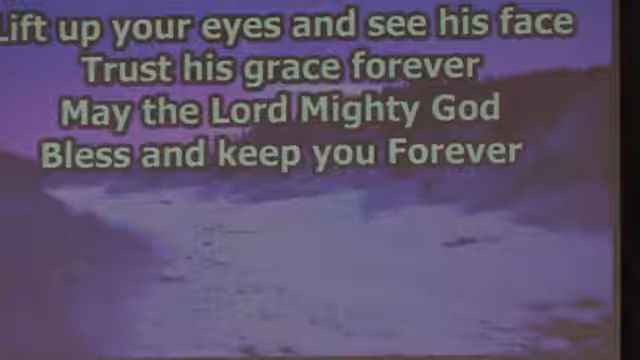 Lift up your eyes and see his face
Trust his grace forever
May the Lord Mighty God
Bless and keep you Forever